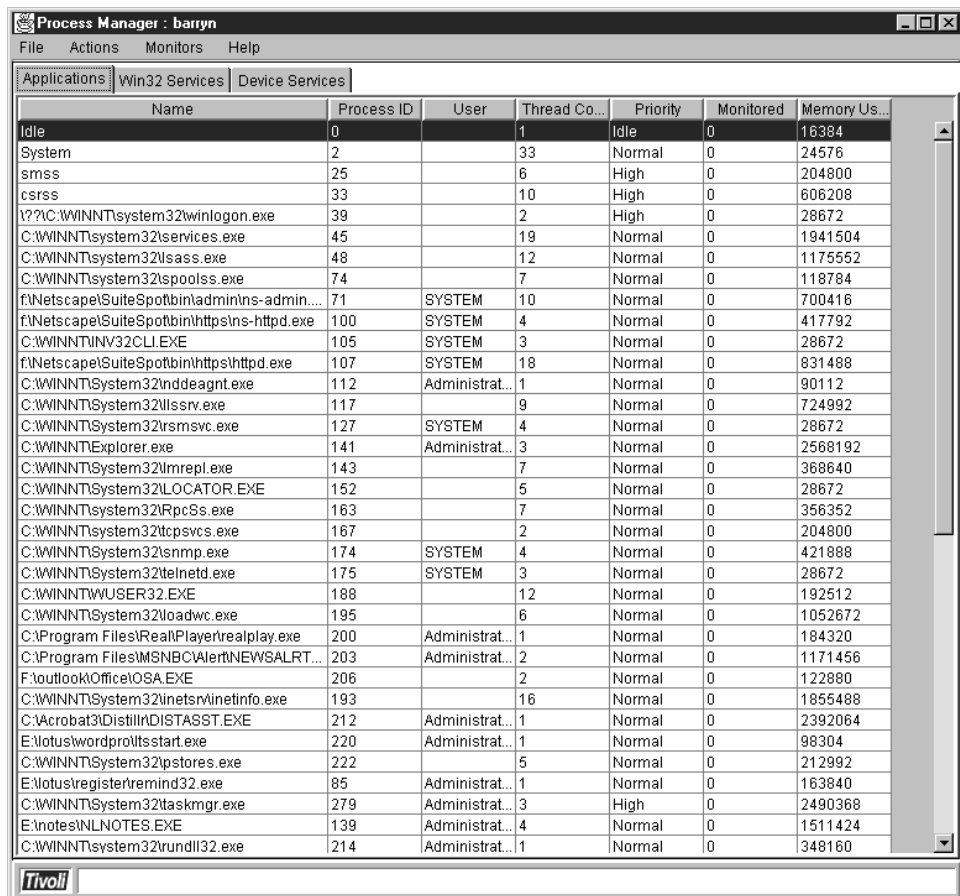 Process Manager : barryn
File Actions Monitors Help
Applications Win32 Services Device Services
Name Process ID User Thread Co... Priority Monitored Memory Us...
Idle 0 1 Idle 0 16384
System 2 33 Normal 0 24576
smss 25 6 High 0 204800
csrss 33 10 High 0 606208
\??\C:\WINNT\system32\winlogon.exe 39 2 High 0 28672
C:\WINNT\system32\services.exe 45 19 Normal 0 1941504
C:\WINNT\system32\lsass.exe 48 12 Normal 0 1175552
C:\WINNT\system32\spoolss.exe 74 7 Normal 0 118784
f:\Netscape\SuiteSpot\bin\admin\ns-admin.... 71 SYSTEM 10 Normal 0 700416
f:\Netscape\SuiteSpot\bin\https\ns-httpd.exe 100 SYSTEM 4 Normal 0 417792
C:\WINNT\INV32CLI.EXE 105 SYSTEM 3 Normal 0 28672
f:\Netscape\SuiteSpot\bin\https\httpd.exe 107 SYSTEM 18 Normal 0 831488
C:\WINNT\System32\nddeagnt.exe 112 Administrat... 1 Normal 0 90112
C:\WINNT\System32\llssrv.exe 117 9 Normal 0 724992
C:\WINNT\System32\rsmsvc.exe 127 SYSTEM 4 Normal 0 28672
C:\WINNT\Explorer.exe 141 Administrat... 3 Normal 0 2568192
C:\WINNT\System32\lmrepl.exe 143 7 Normal 0 368640
C:\WINNT\System32\LOCATOR.EXE 152 5 Normal 0 28672
C:\WINNT\system32\RpcSs.exe 163 7 Normal 0 356352
C:\WINNT\system32\tcpsvcs.exe 167 2 Normal 0 204800
C:\WINNT\System32\snmp.exe 174 SYSTEM 4 Normal 0 421888
C:\WINNT\System32\telnetd.exe 175 SYSTEM 3 Normal 0 28672
C:\WINNT\WUSER32.EXE 188 12 Normal 0 192512
C:\WINNT\System32\loadwc.exe 195 6 Normal 0 1052672
C:\Program Files\Real\Player\realplay.exe 200 Administrat... 1 Normal 0 184320
C:\Program Files\MSNBC\Alert\NEWSALRT... 203 Administrat... 2 Normal 0 1171456
F:\outlook\Office\OSA.EXE 206 2 Normal 0 122880
C:\WINNT\System32\inetsrv\inetinfo.exe 193 16 Normal 0 1855488
C:\Acrobat3\Distillr\DISTASST.EXE 212 Administrat... 1 Normal 0 2392064
E:\lotus\wordpro\ltsstart.exe 220 Administrat... 1 Normal 0 98304
C:\WINNT\System32\pstores.exe 222 5 Normal 0 212992
E:\lotus\register\remind32.exe 85 Administrat... 1 Normal 0 163840
C:\WINNT\System32\taskmgr.exe 279 Administrat... 3 High 0 2490368
E:\notes\NLNOTES.EXE 139 Administrat... 4 Normal 0 1511424
C:\WINNT\system32\rundll32.exe 214 Administrat... 1 Normal 0 348160
Tivoli